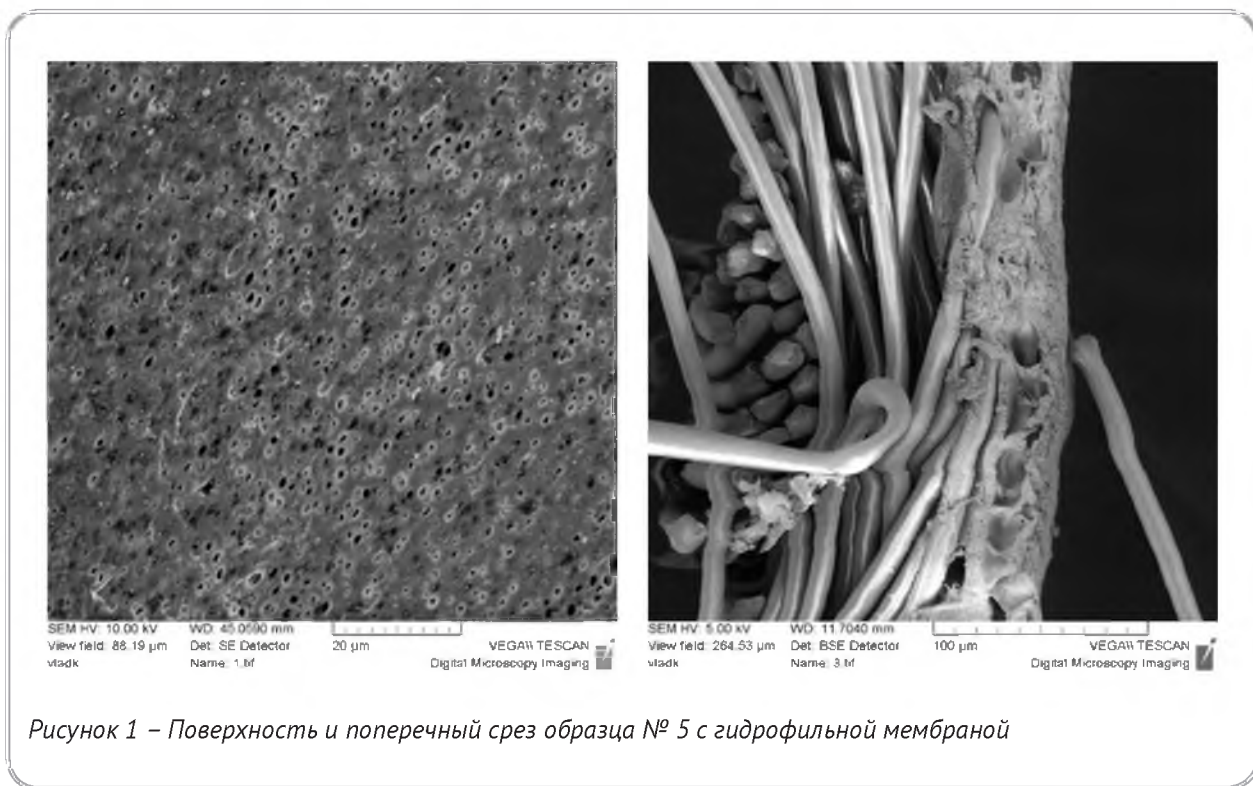 SEM HV: 10.00 kV WD: 45.0590 mm
View field: 88.19 µm Det: SE Detector 20 µm VEGA\\ TESCAN
vladk Name: 1.tif Digital Microscopy Imaging
SEM HV: 5.00 kV WD: 11.7040 mm
View field: 264.53 µm Det: BSE Detector 100 µm VEGA\\ TESCAN
vladk Name: 3.tif Digital Microscopy Imaging
Рисунок 1 – Поверхность и поперечный срез образца № 5 с гидрофильной мембраной